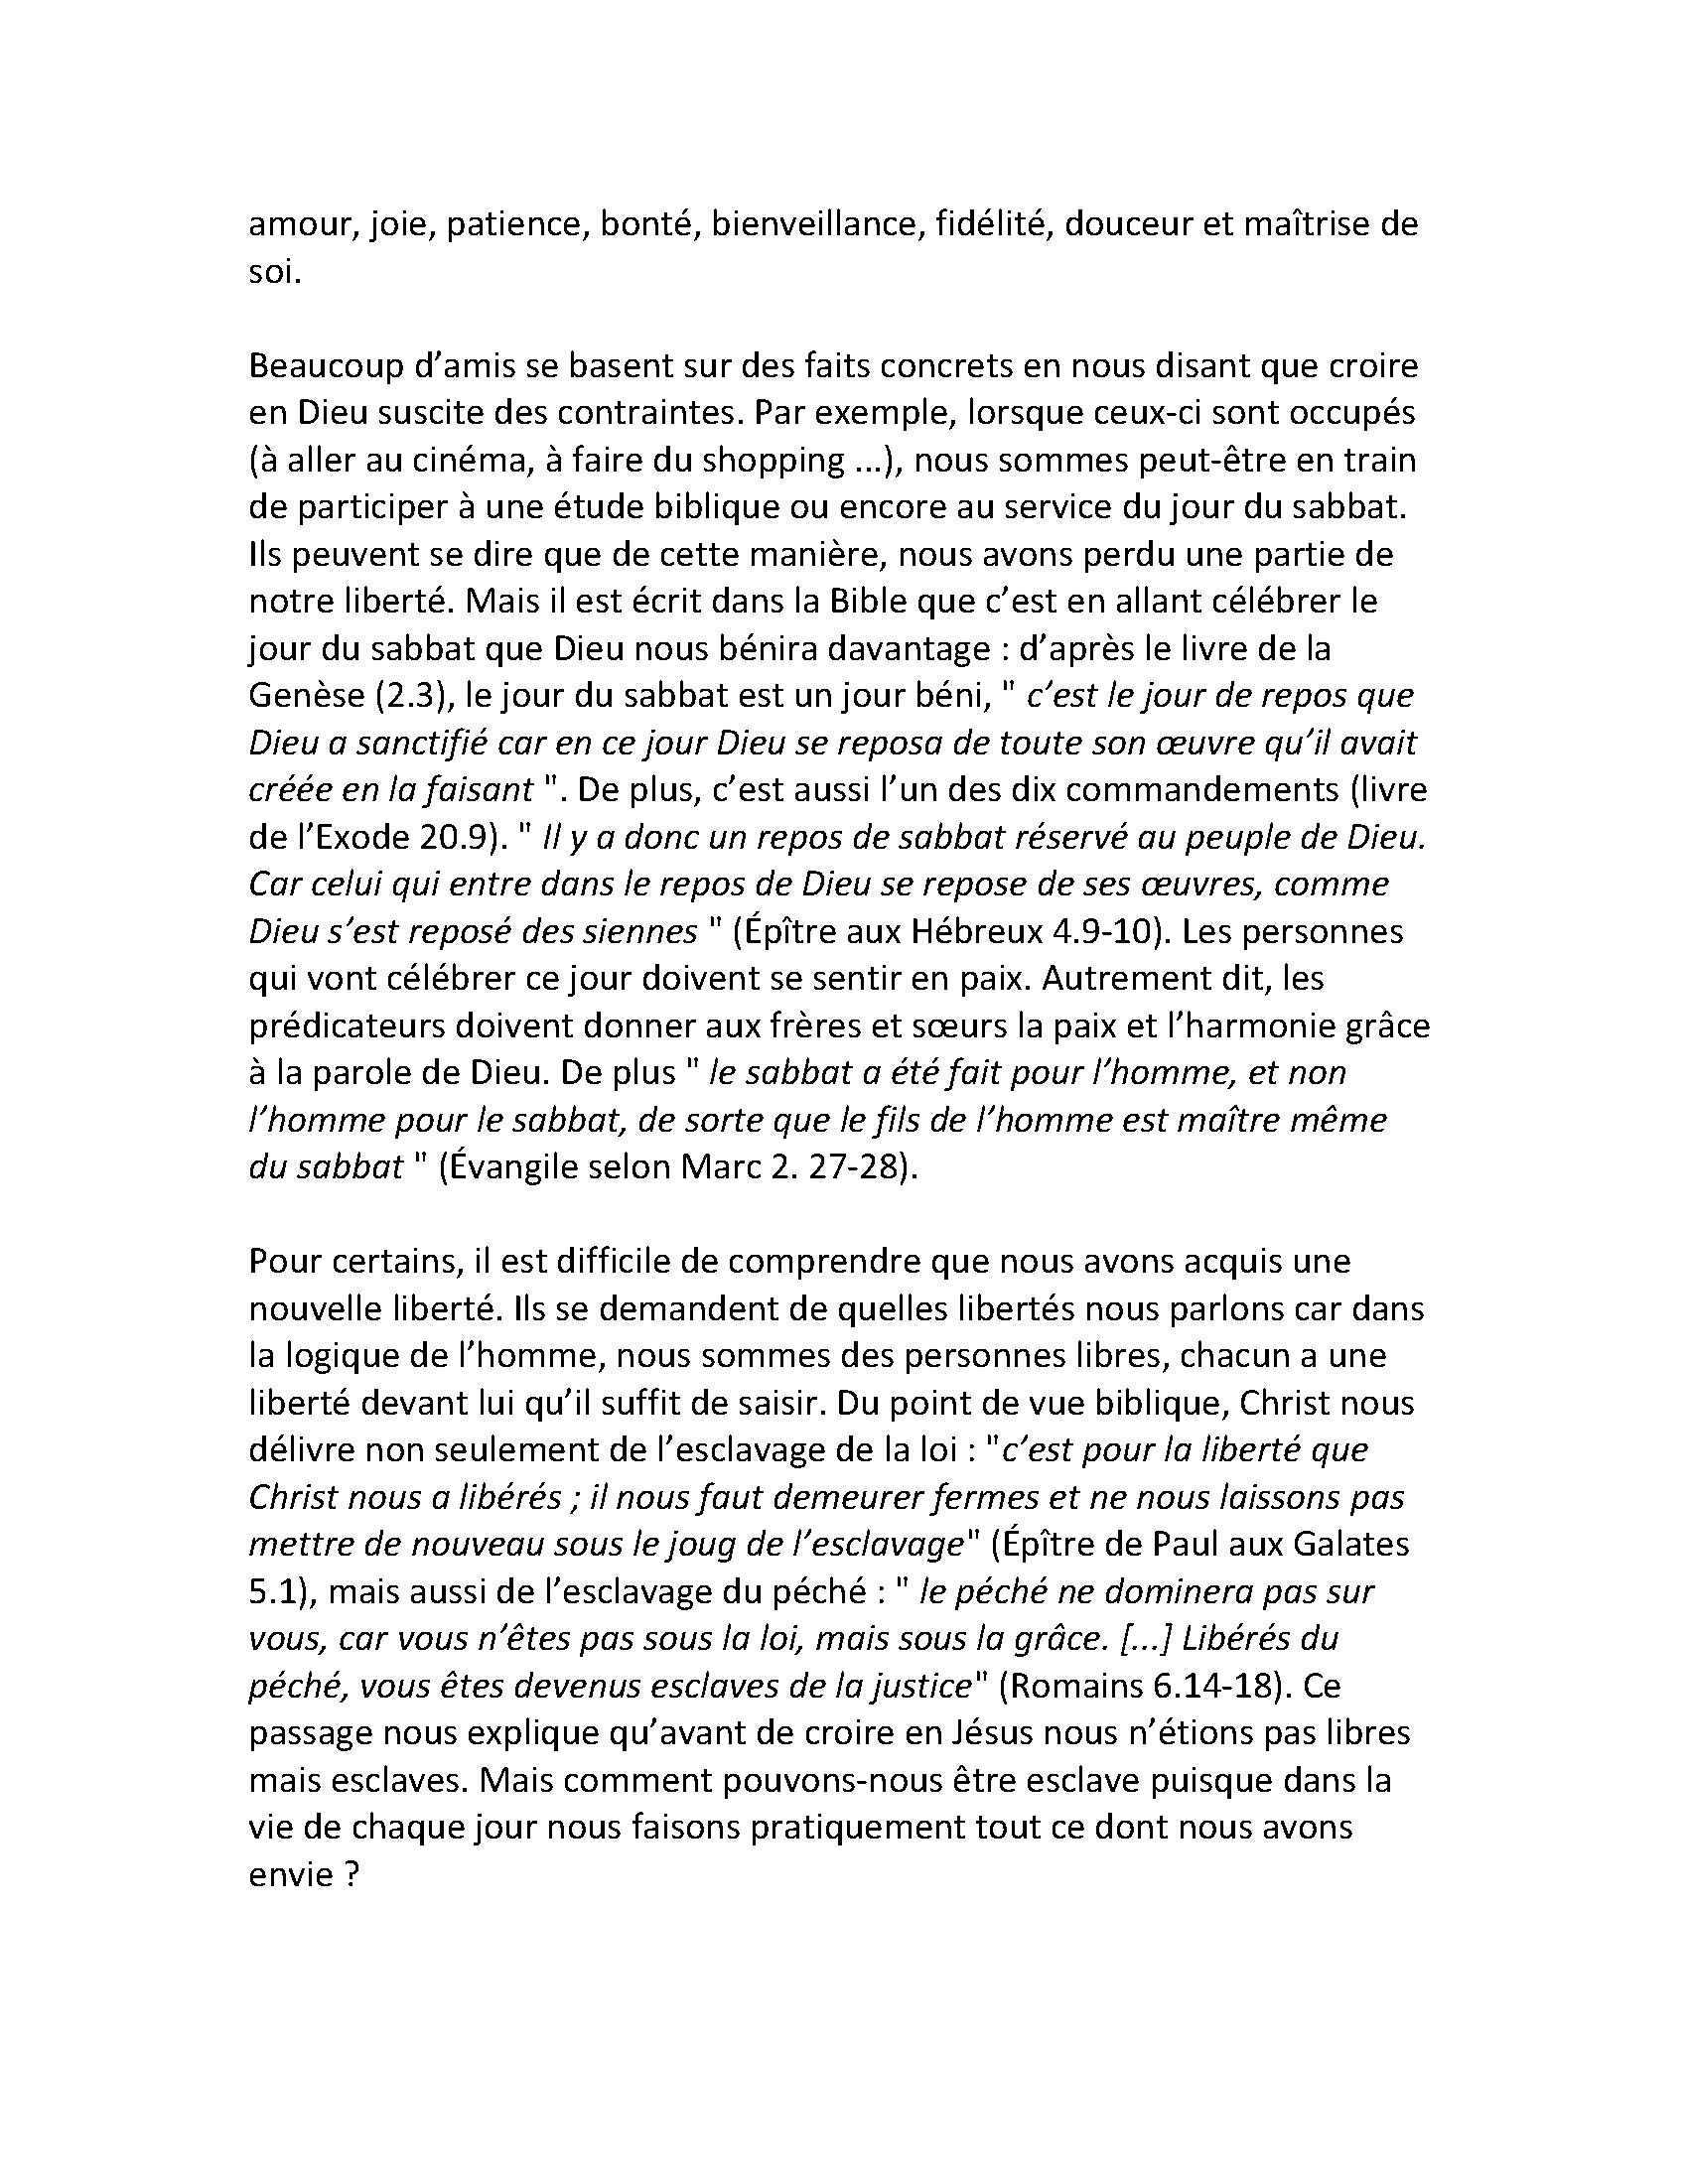 amour, joie, patience, bonté, bienveillance, fidélité, douceur et maîtrise de
soi.
Beaucoup d’amis se basent sur des faits concrets en nous disant que croire
en Dieu suscite des contraintes. Par exemple, lorsque ceux-ci sont occupés
(à aller au cinéma, à faire du shopping ...), nous sommes peut-être en train
de participer à une étude biblique ou encore au service du jour du sabbat.
Ils peuvent se dire que de cette manière, nous avons perdu une partie de
notre liberté. Mais il est écrit dans la Bible que c’est en allant célébrer le
jour du sabbat que Dieu nous bénira davantage : d’après le livre de la
Genèse (2.3), le jour du sabbat est un jour béni, " c’est le jour de repos que
Dieu a sanctifié car en ce jour Dieu se reposa de toute son œuvre qu’il avait
créée en la faisant ". De plus, c’est aussi l’un des dix commandements (livre
de l’Exode 20.9). " Il y a donc un repos de sabbat réservé au peuple de Dieu.
Car celui qui entre dans le repos de Dieu se repose de ses œuvres, comme
Dieu s’est reposé des siennes " (Épître aux Hébreux 4.9-10). Les personnes
qui vont célébrer ce jour doivent se sentir en paix. Autrement dit, les
prédicateurs doivent donner aux frères et sœurs la paix et l’harmonie grâce
à la parole de Dieu. De plus " le sabbat a été fait pour l’homme, et non
l’homme pour le sabbat, de sorte que le fils de l’homme est maître même
du sabbat " (Évangile selon Marc 2. 27-28).
Pour certains, il est difficile de comprendre que nous avons acquis une
nouvelle liberté. Ils se demandent de quelles libertés nous parlons car dans
la logique de l’homme, nous sommes des personnes libres, chacun a une
liberté devant lui qu’il suffit de saisir. Du point de vue biblique, Christ nous
délivre non seulement de l’esclavage de la loi : "c’est pour la liberté que
Christ nous a libérés ; il nous faut demeurer fermes et ne nous laissons pas
mettre de nouveau sous le joug de l’esclavage" (Épître de Paul aux Galates
5.1), mais aussi de l’esclavage du péché : " le péché ne dominera pas sur
vous, car vous n’êtes pas sous la loi, mais sous la grâce. [...] Libérés du
péché, vous êtes devenus esclaves de la justice" (Romains 6.14-18). Ce
passage nous explique qu’avant de croire en Jésus nous n’étions pas libres
mais esclaves. Mais comment pouvons-nous être esclave puisque dans la
vie de chaque jour nous faisons pratiquement tout ce dont nous avons
envie ?